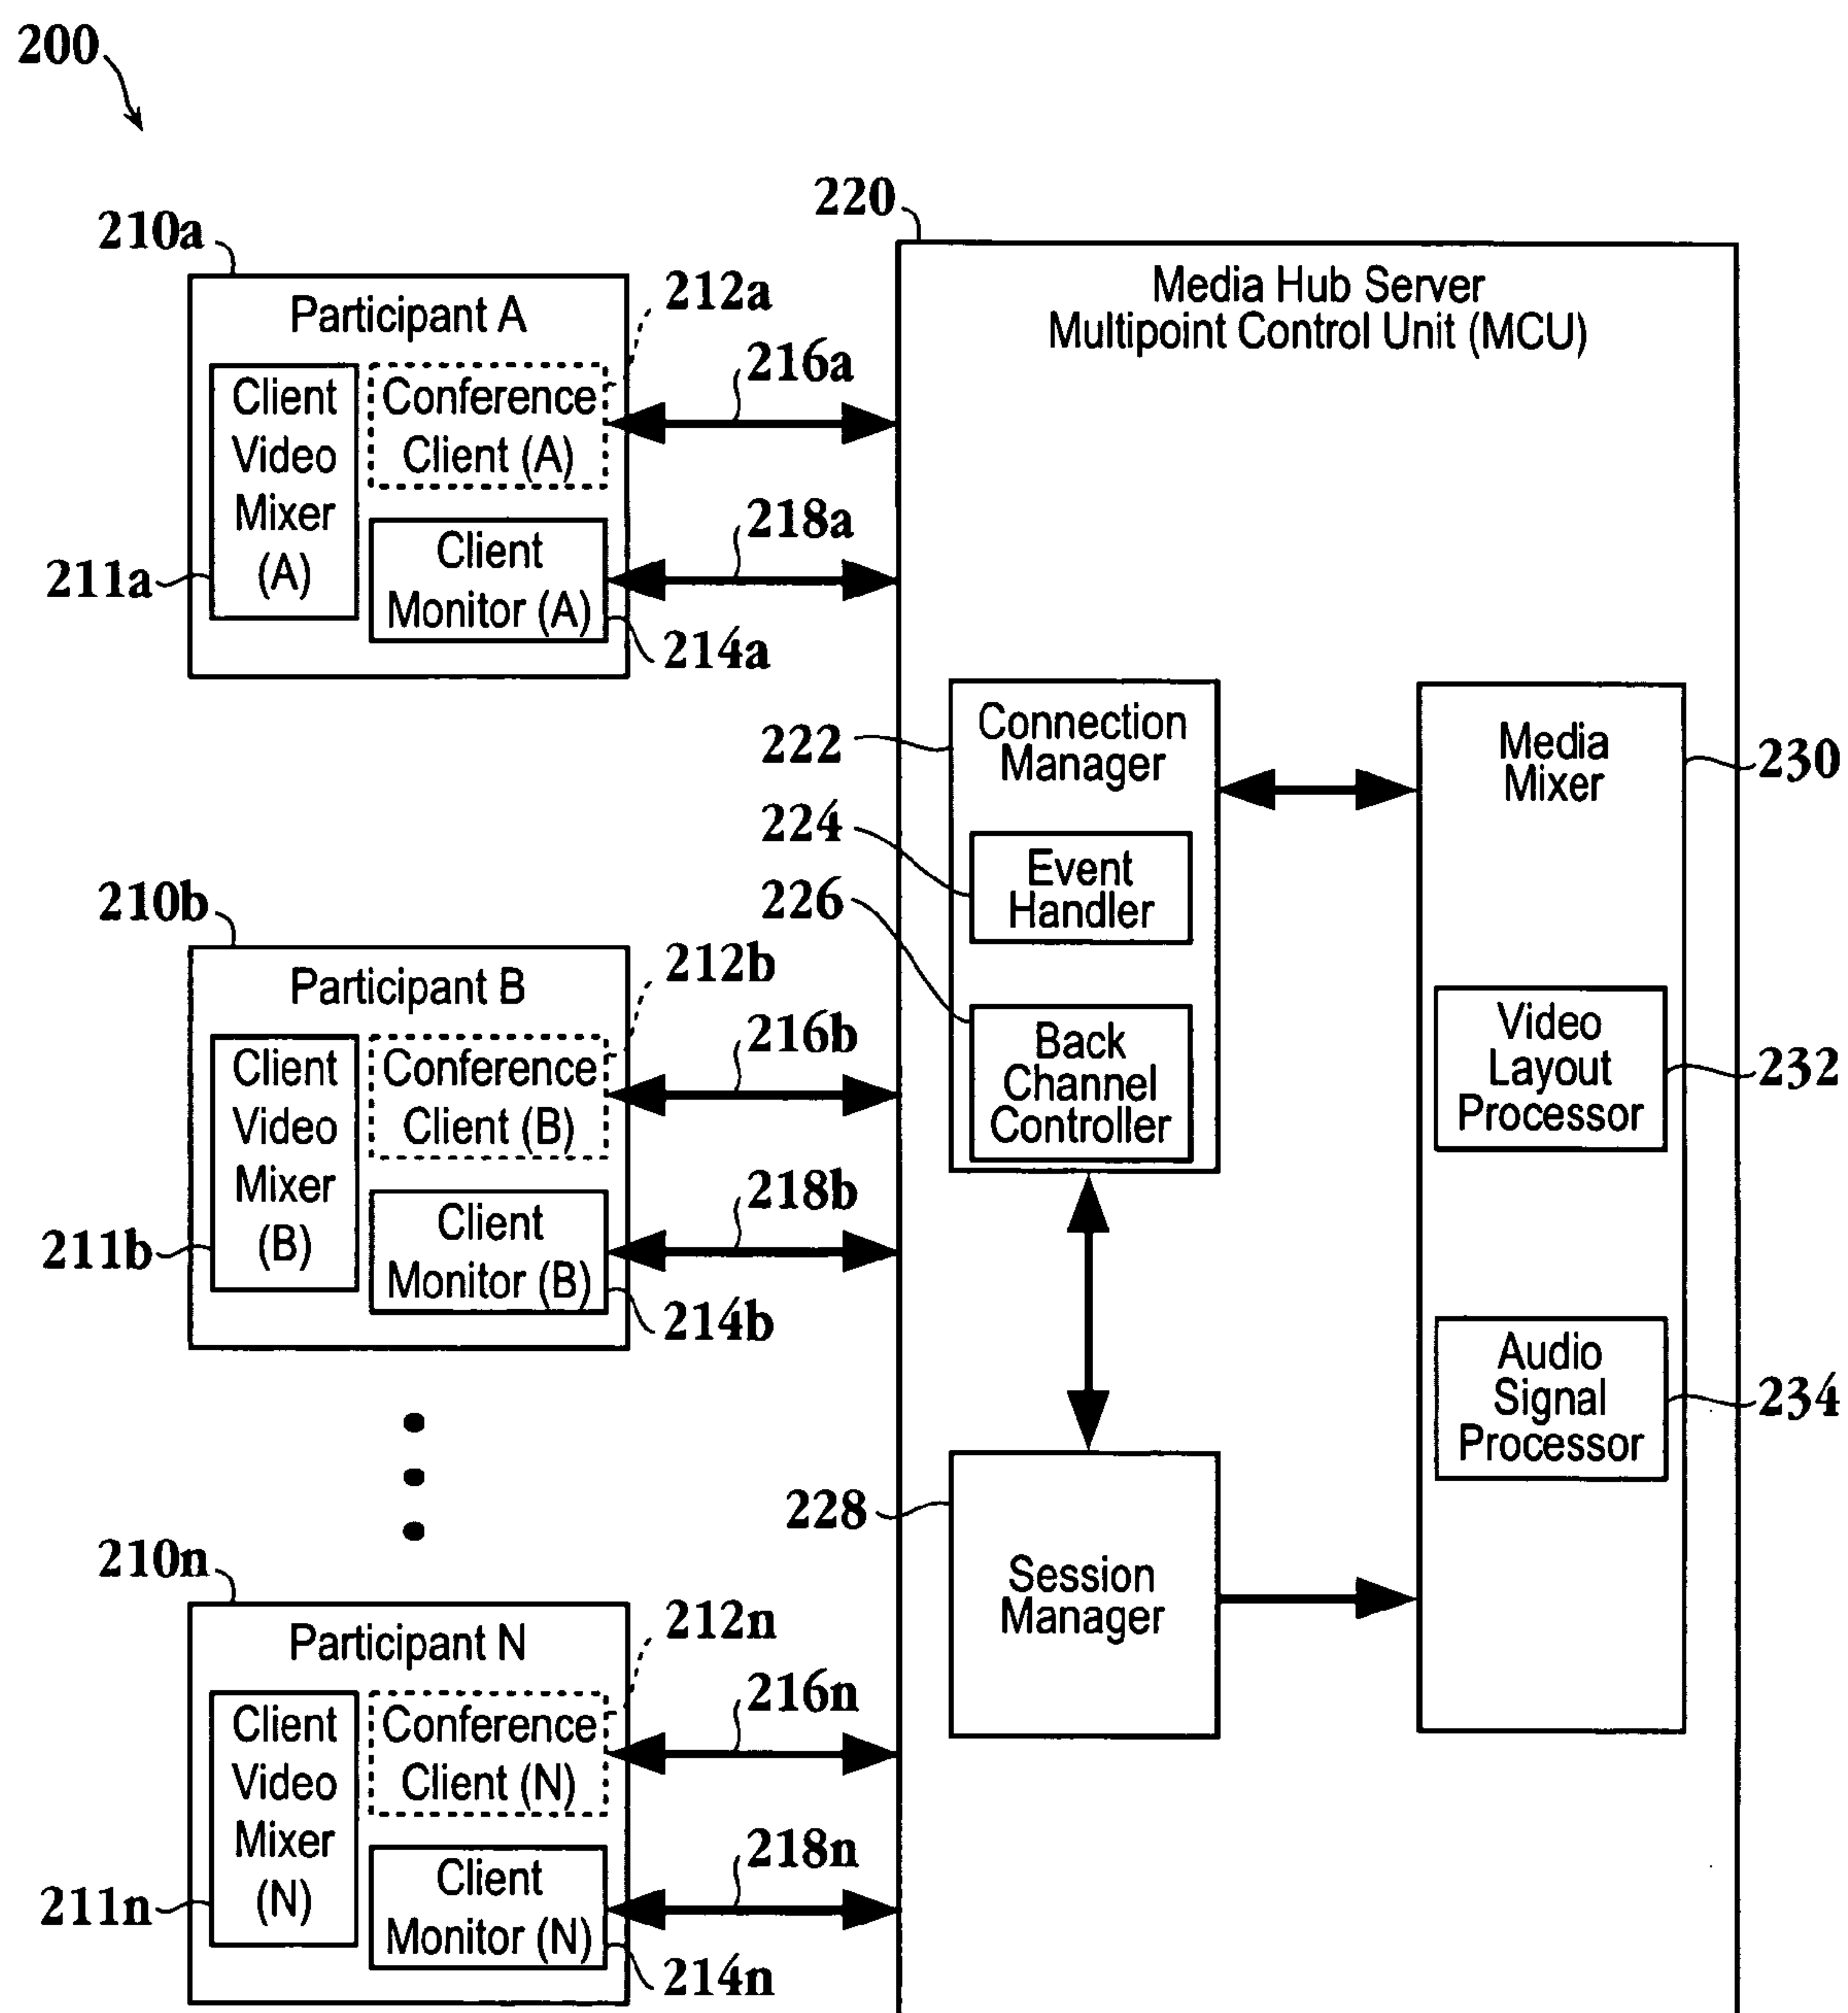 200
210a
Participant A
212a
Client
Video
Mixer
(A)
211a
Conference
Client (A)
216a
Client
Monitor (A)
218a
214a
210b
Participant B
212b
Client
Video
Mixer
(B)
211b
Conference
Client (B)
216b
Client
Monitor (B)
218b
214b
210n
Participant N
212n
Client
Video
Mixer
(N)
211n
Conference
Client (N)
216n
Client
Monitor (N)
218n
214n
220
Media Hub Server
Multipoint Control Unit (MCU)
222
Connection
Manager
224
Event
Handler
226
Back
Channel
Controller
228
Session
Manager
Media
Mixer
230
Video
Layout
Processor
232
Audio
Signal
Processor
234